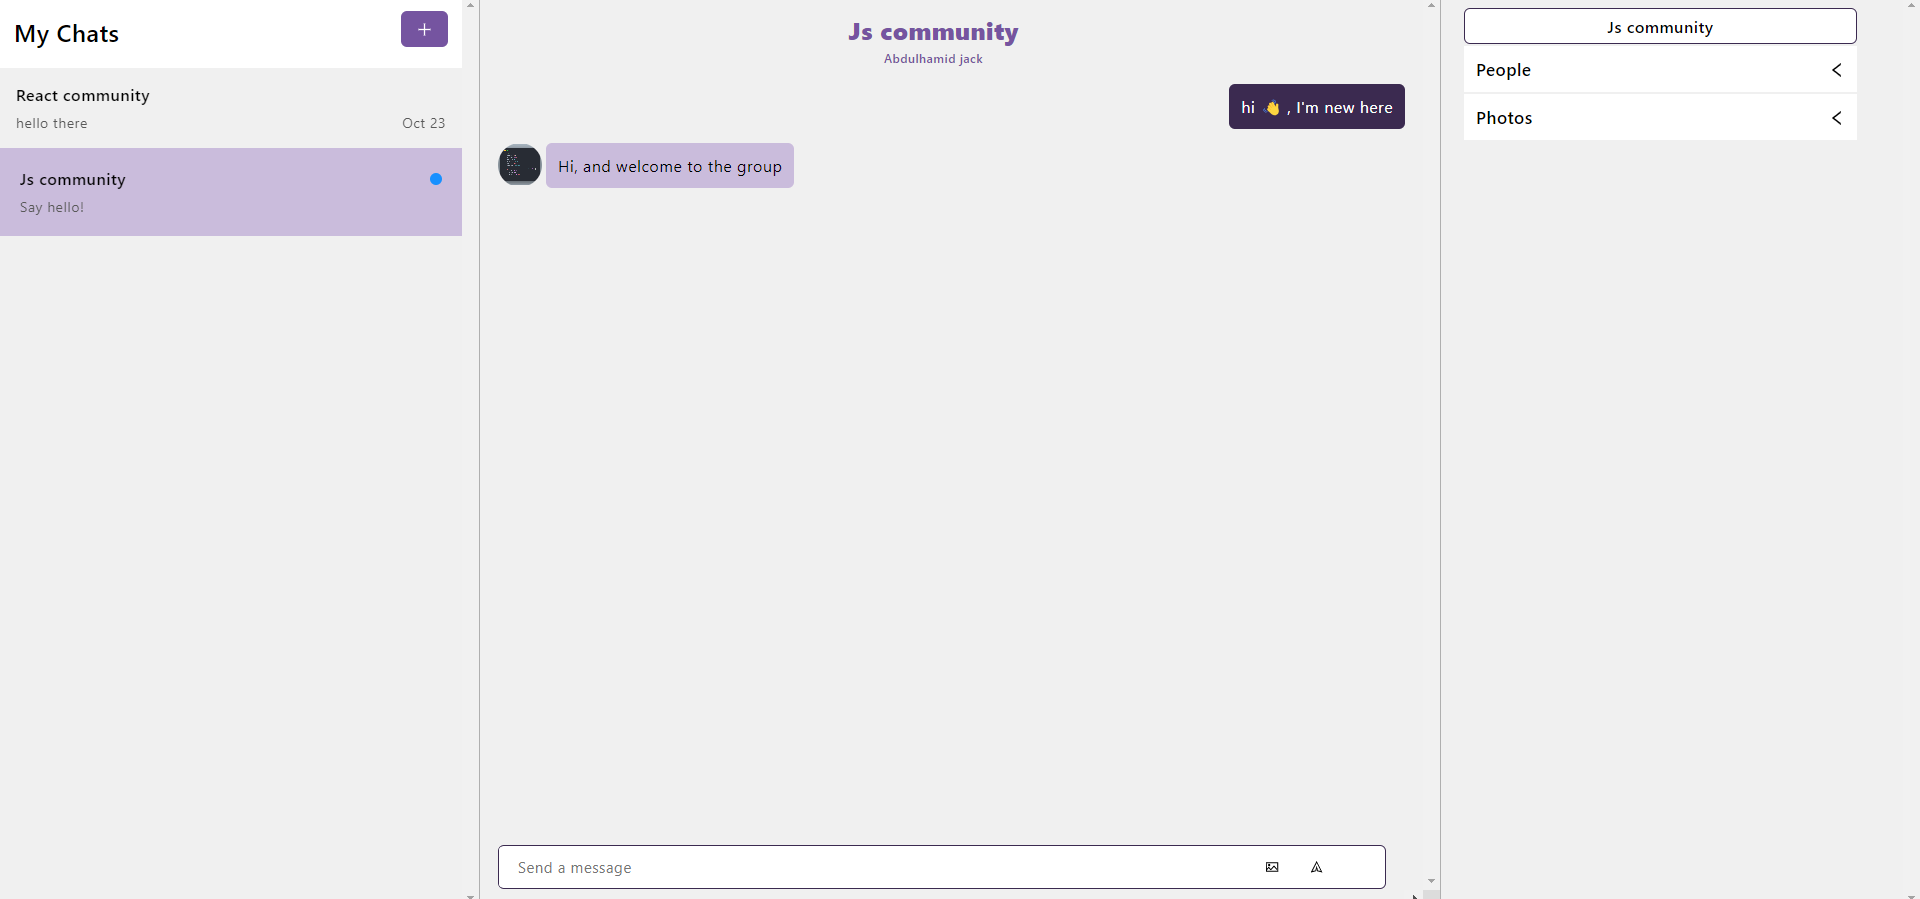 My Chats
React community
hello there
Oct 23
Js community
Say hello!
Js community
Abdulhamid jack
hi 👋 , I'm new here
Hi, and welcome to the group
Send a message
Js community
People
Photos